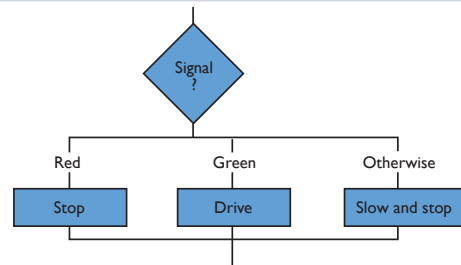 Signal
?
Red
Green
Otherwise
Stop
Drive
Slow and stop